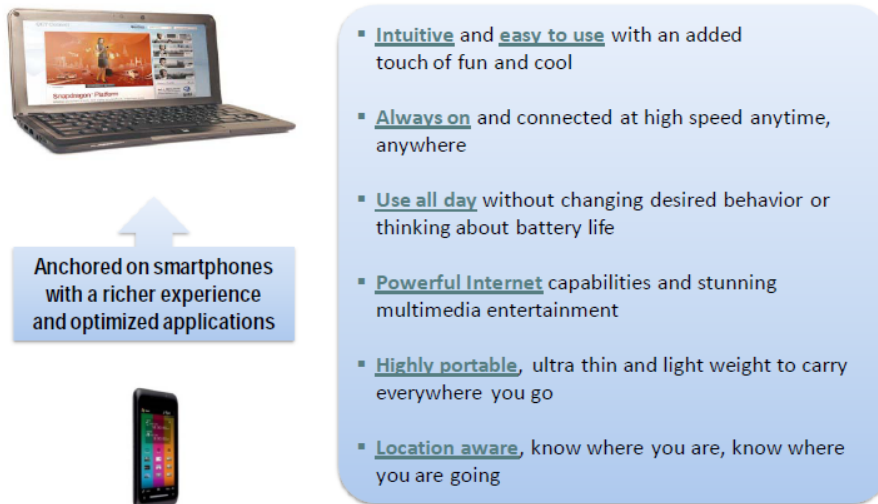 Snapdragon™ Platform
Anchored on smartphones
with a richer experience
and optimized applications
▪ Intuitive and easy to use with an added
touch of fun and cool
▪ Always on and connected at high speed anytime,
anywhere
▪ Use all day without changing desired behavior or
thinking about battery life
▪ Powerful Internet capabilities and stunning
multimedia entertainment
▪ Highly portable, ultra thin and light weight to carry
everywhere you go
▪ Location aware, know where you are, know where
you are going